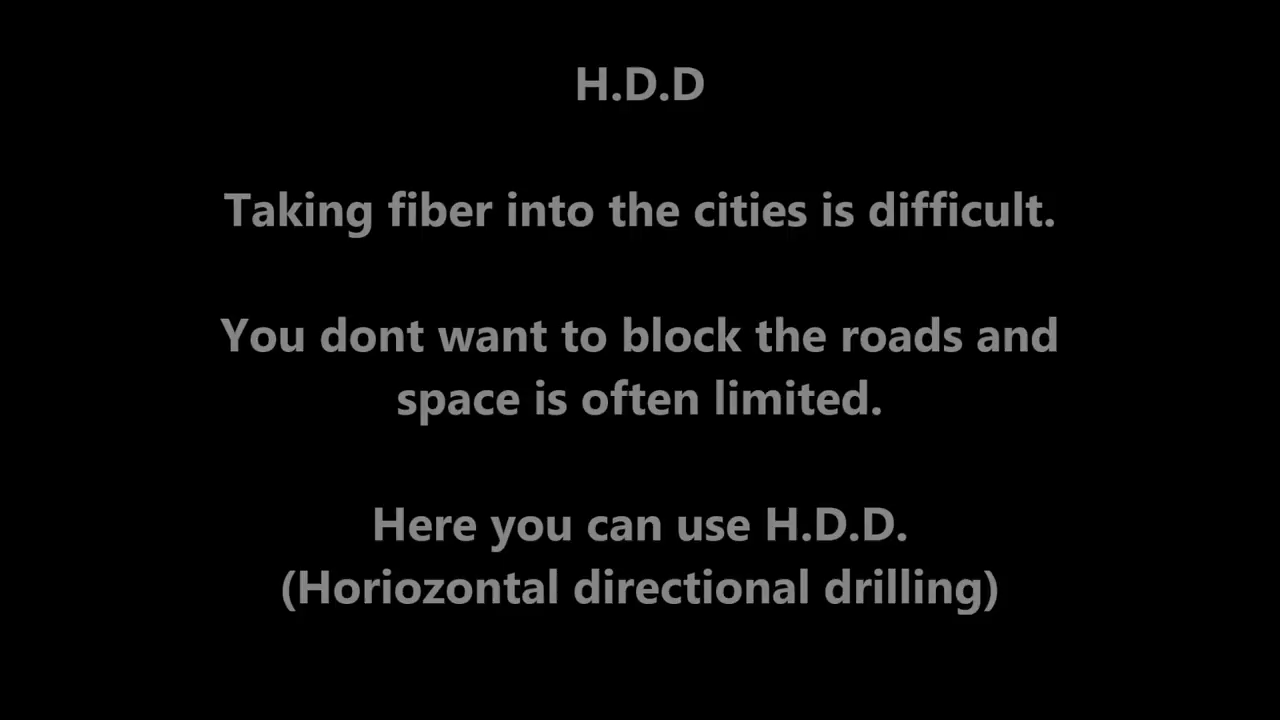 H.D.D
Taking fiber into the cities is difficult.
You dont want to block the roads and
space is often limited.
Here you can use H.D.D.
(Horiozontal directional drilling)